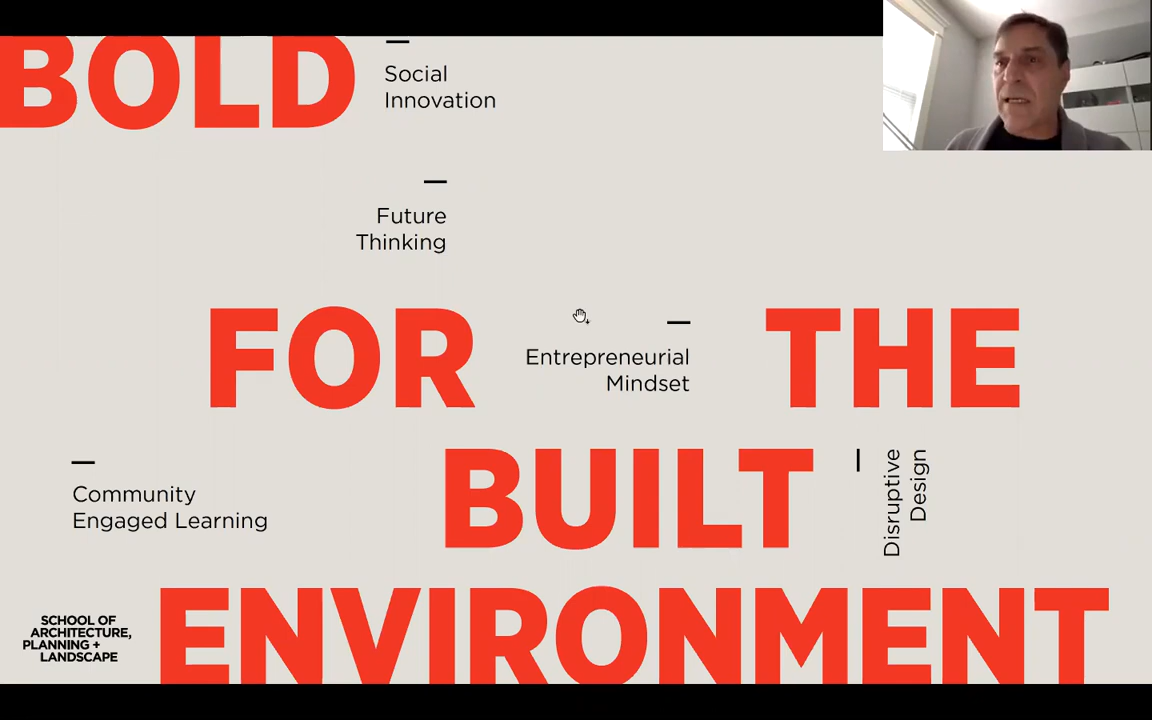 BOLD
Social
Innovation
Future
Thinking
FOR
Entrepreneurial
Mindset
THE
Community
Engaged Learning
BUILT
Disruptive
Design
SCHOOL OF
ARCHITECTURE,
PLANNING +
LANDSCAPE
ENVIRONMENT